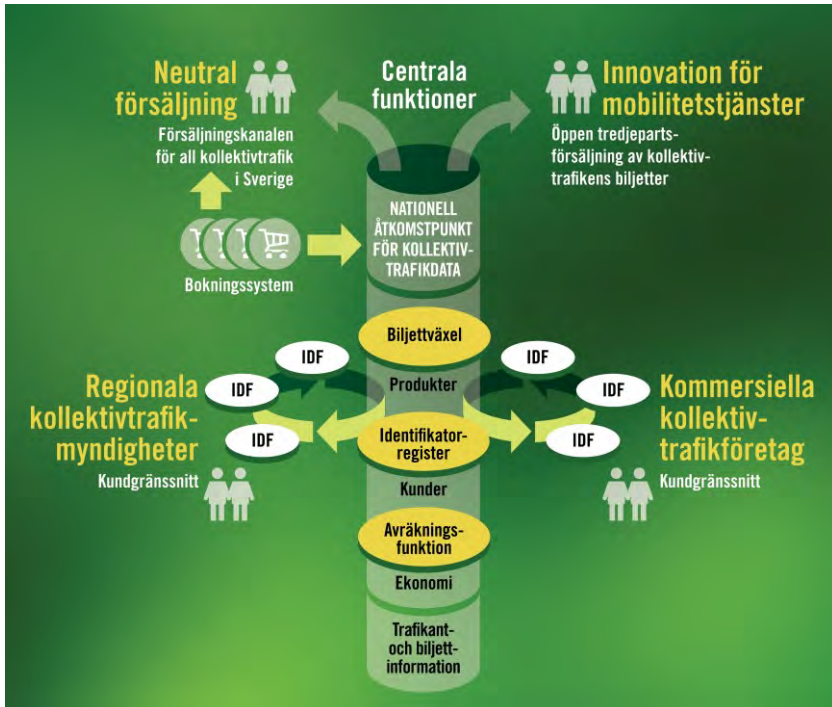 Neutral
försäljning
Försäljningskanalen
för all kollektivtrafik
i Sverige
Centrala
funktioner
Innovation för
mobilitetstjänster
Öppen tredjeparts-
försäljning av kollektiv-
trafikens biljetter
NATIONELL
ÅTKOMSTPUNKT
FÖR KOLLEKTIV-
TRAFIKDATA
Bokningssystem
Biljettväxel
IDF
IDF
Produkter
IDF
IDF
Regionala
kollektivtrafik-
myndigheter
Kundgränssnitt
IDF
Identifikator-
register
IDF
Kommersiella
kollektiv-
trafikföretag
Kundgränssnitt
Kunder
Avräknings-
funktion
Ekonomi
Trafikant-
och biljett-
information